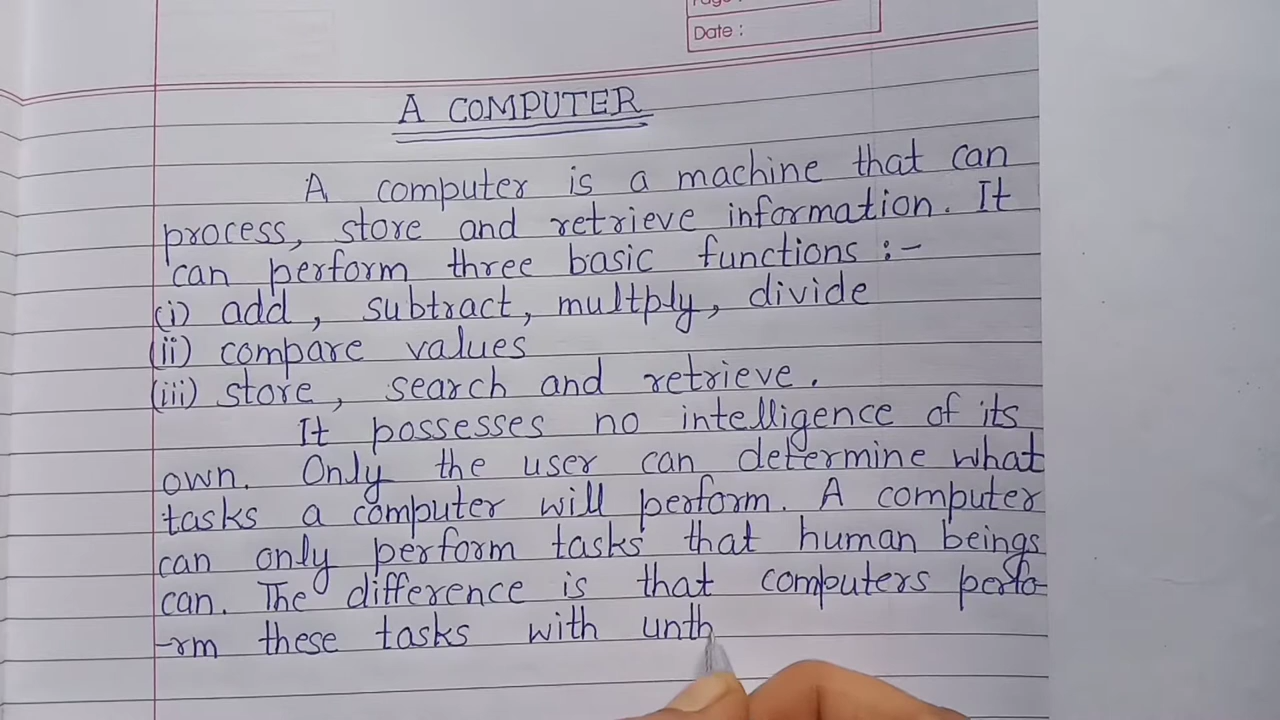 Date :
A COMPUTER
A computer is a machine that can
process, store and retrieve information. It
can perform three basic functions :-
(i) add, subtract, multply, divide
(ii) compare values
(iii) store, search and retrieve.
It possesses no intelligence of its
own. Only the user can determine what
tasks a computer will perform. A computer
can only perform tasks that human beings
can. The difference is that computers perfo-
-rm these tasks with unth